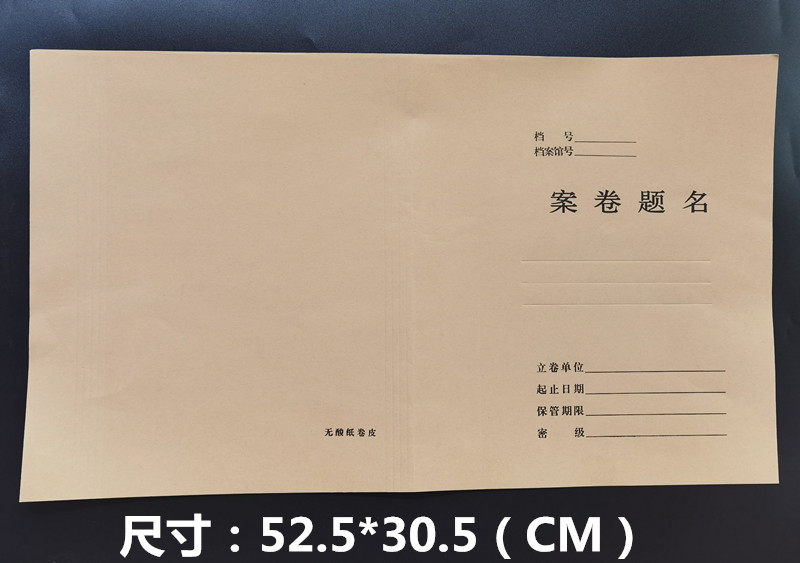 档 号
档案馆号
案卷题名
立卷单位
起止日期
保管期限
密 级
无酸纸卷皮
尺寸：52.5*30.5（CM）